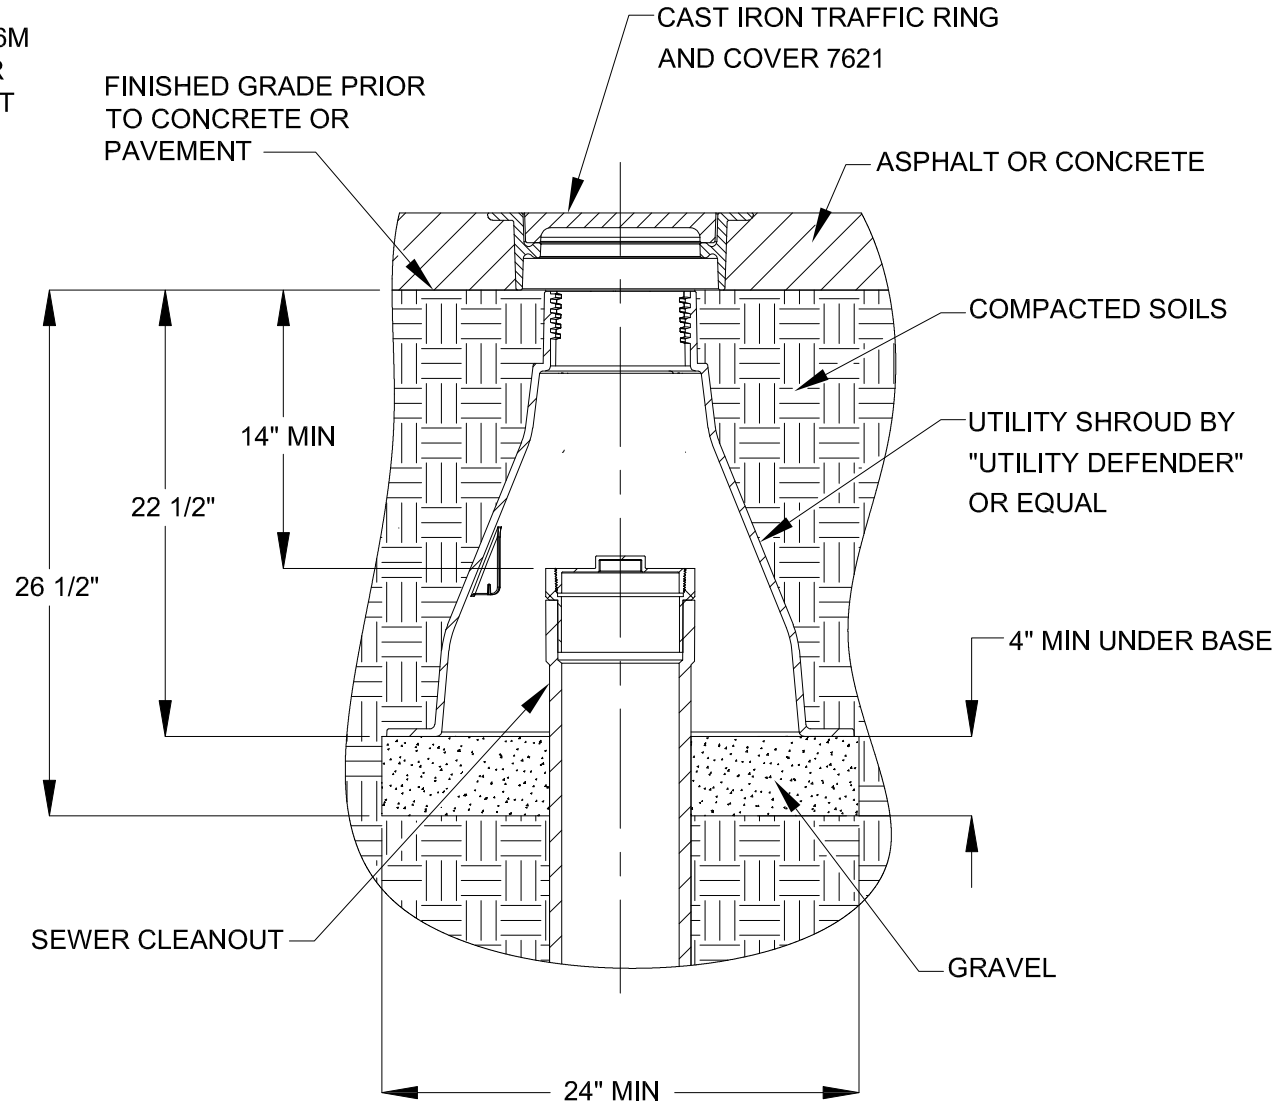 6M
R
T
CAST IRON TRAFFIC RING
AND COVER 7621
FINISHED GRADE PRIOR
TO CONCRETE OR
PAVEMENT
ASPHALT OR CONCRETE
COMPACTED SOILS
14" MIN
UTILITY SHROUD BY
"UTILITY DEFENDER"
OR EQUAL
22 1/2"
26 1/2"
4" MIN UNDER BASE
SEWER CLEANOUT
GRAVEL
24" MIN